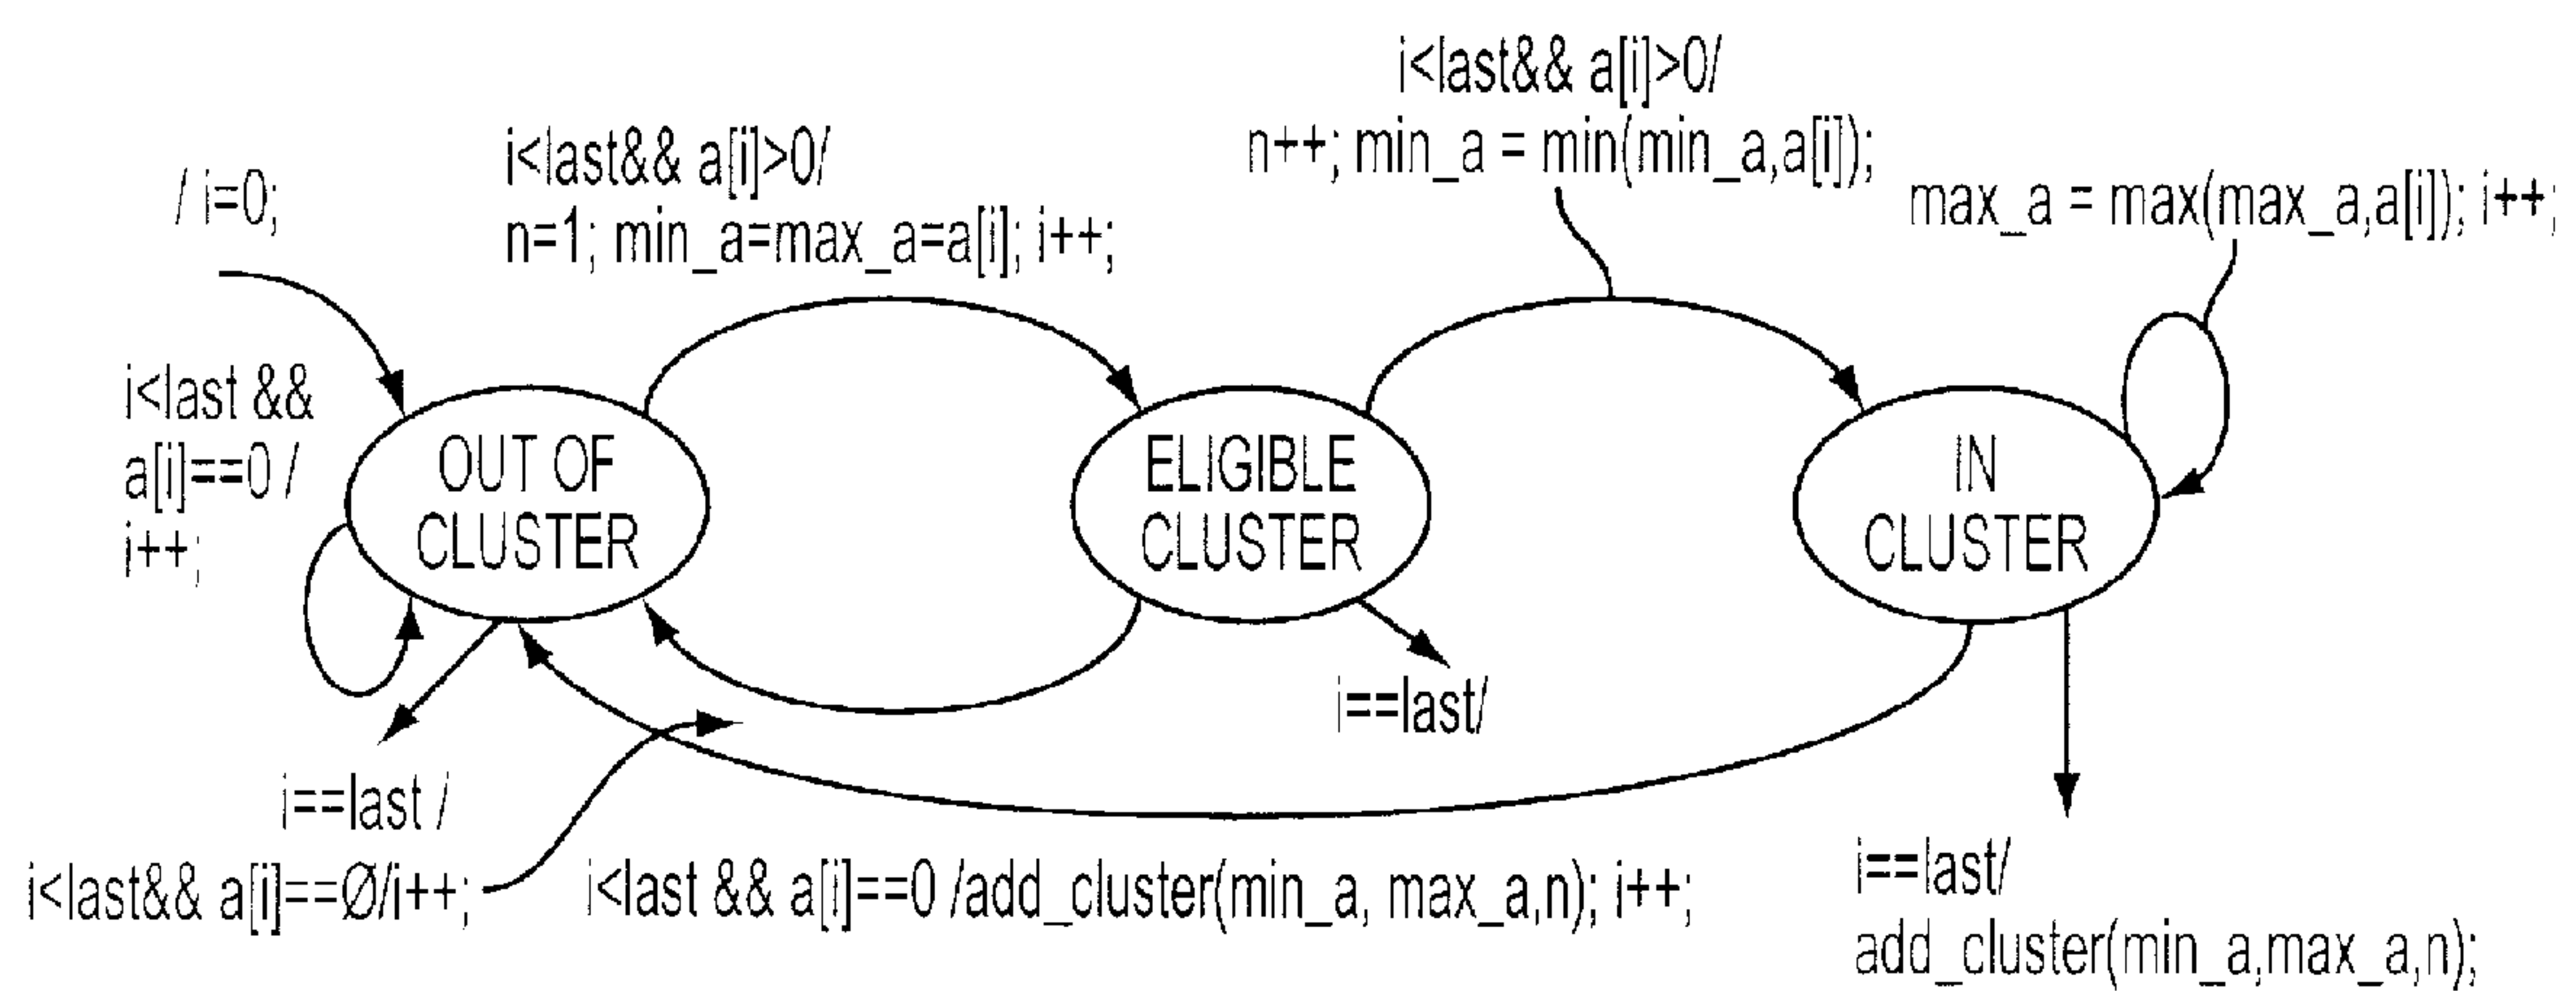 i<last&& a[i]>0/
n++; min_a = min(min_a,a[i]);
i<last&& a[i]>0/
n=1; min_a=max_a=a[i]; i++;
/ i=0;
max_a = max(max_a,a[i]); i++;
i<last &&
a[i]==0 /
i++;
OUT OF
CLUSTER
ELIGIBLE
CLUSTER
IN
CLUSTER
i==last/
i==last /
i<last&& a[i]==Ø/i++;
i<last && a[i]==0 /add_cluster(min_a, max_a,n); i++;
i==last/
add_cluster(min_a,max_a,n);